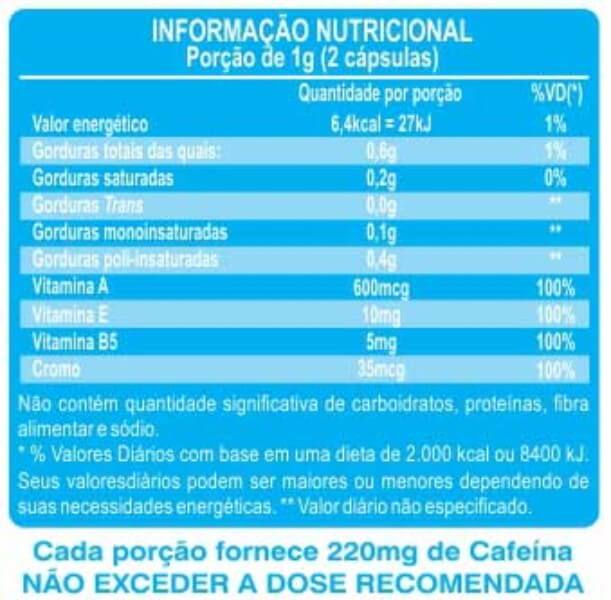 INFORMAÇÃO NUTRICIONAL
Porção de 1g (2 cápsulas)
Quantidade por porção %VD(*)
Valor energético 6,4kcal = 27kJ 1%
Gorduras totais das quais: 0,6g 1%
Gorduras saturadas 0,2g 0%
Gorduras Trans 0,0g **
Gorduras monoinsaturadas 0,1g **
Gorduras poli-insaturadas 0,4g **
Vitamina A 600mcg 100%
Vitamina E 10mg 100%
Vitamina B5 5mg 100%
Cromo 35mcg 100%
Não contém quantidade significativa de carboidratos, proteínas, fibra
alimentar e sódio.
* % Valores Diários com base em uma dieta de 2.000 kcal ou 8400 kJ.
Seus valoresdiários podem ser maiores ou menores dependendo de
suas necessidades energéticas. ** Valor diário não especificado.
Cada porção fornece 220mg de Cafeína
NÃO EXCEDER A DOSE RECOMENDADA